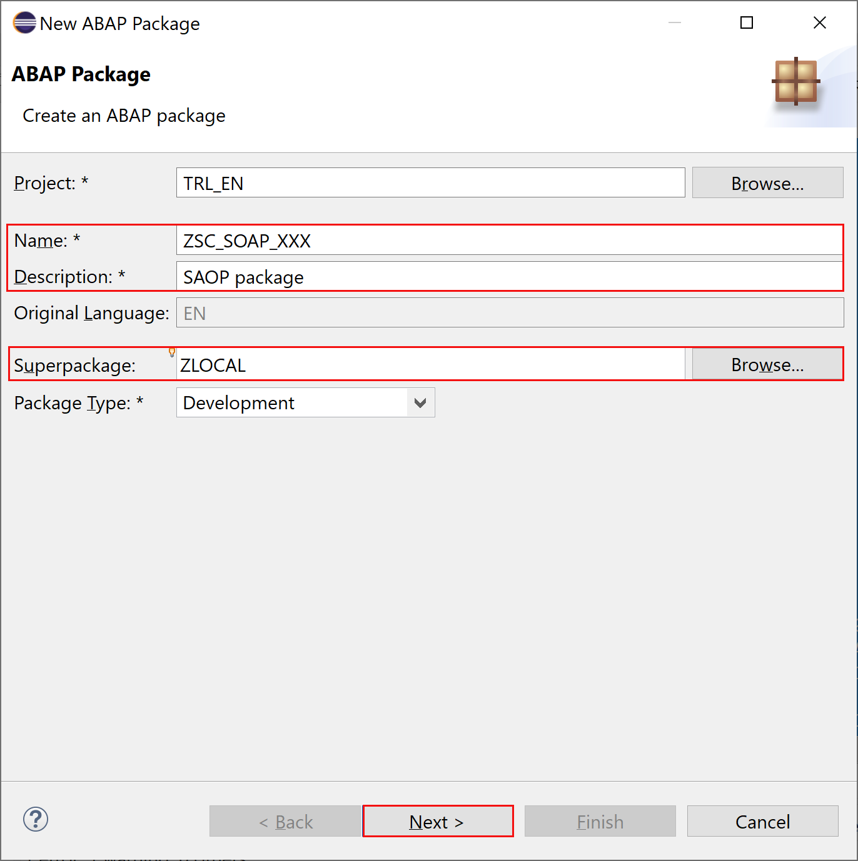 New ABAP Package
ABAP Package
Create an ABAP package
Project: * TRL_EN Browse...
Name: * ZSC_SOAP_XXX
Description: * SAOP package
Original Language: EN
Superpackage: ZLOCAL Browse...
Package Type: * Development
? < Back Next > Finish Cancel